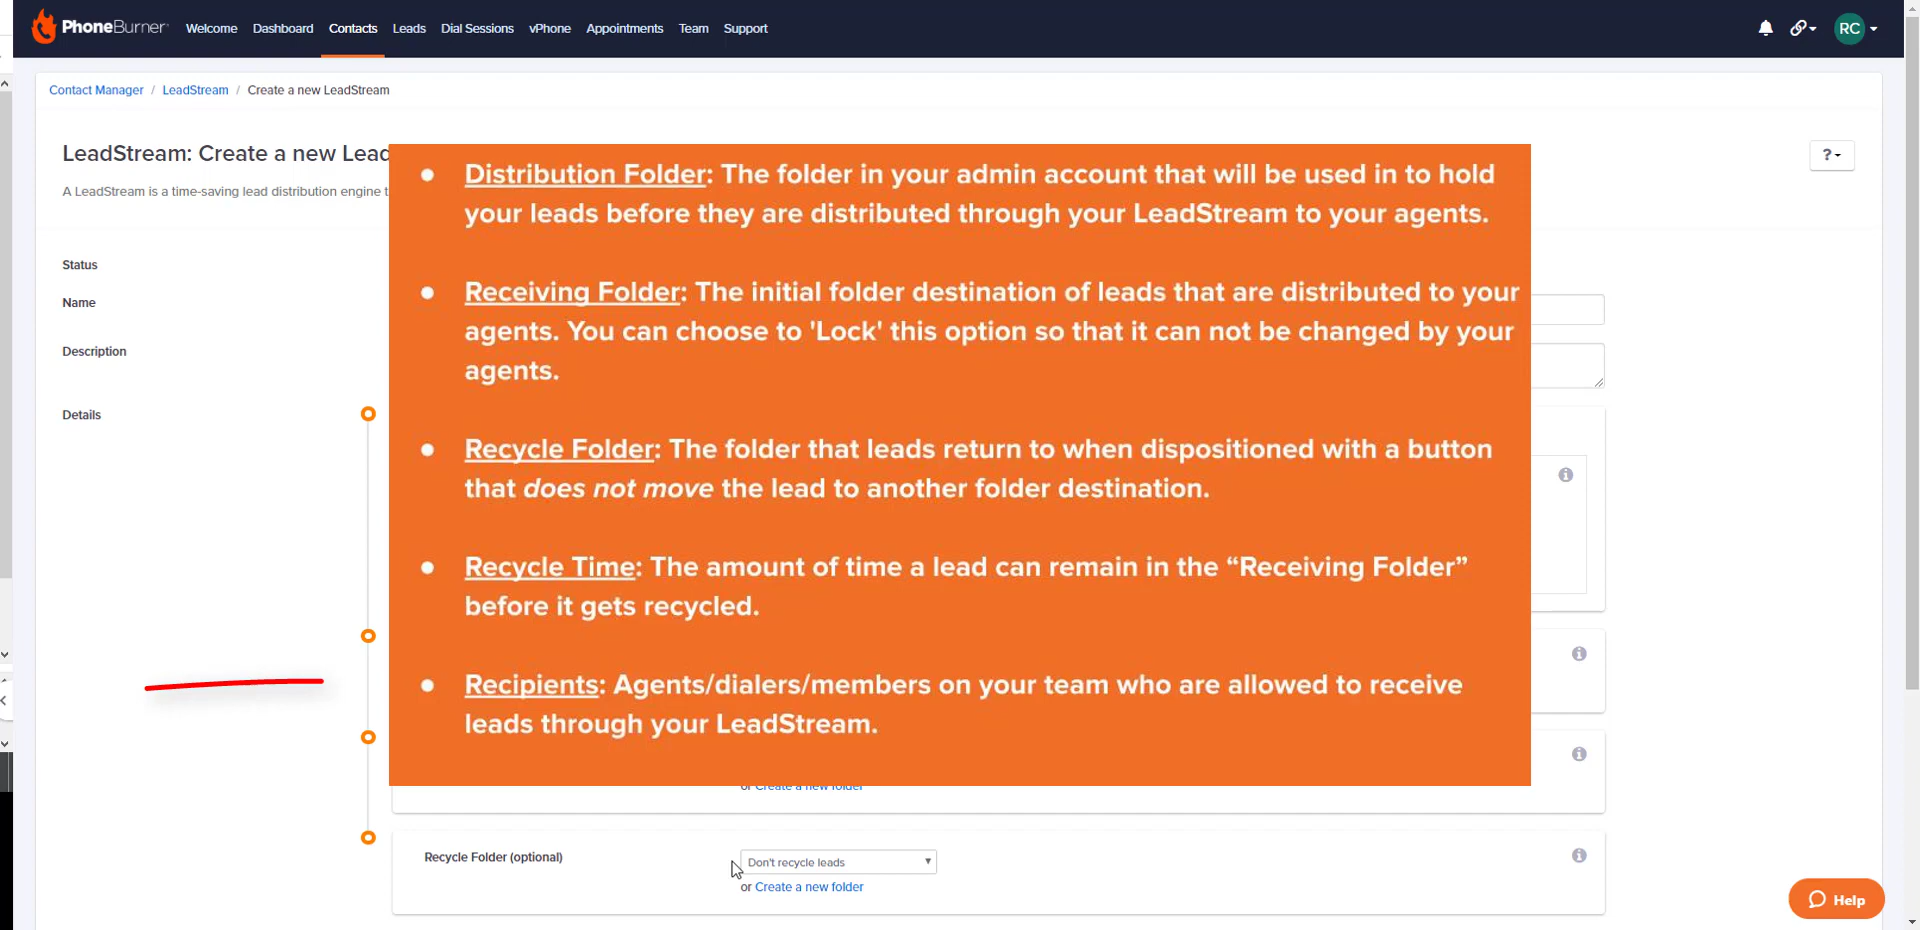 PhoneBurner Welcome Dashboard Contacts Leads Dial Sessions vPhone Appointments Team Support RC
Contact Manager / LeadStream / Create a new LeadStream
LeadStream: Create a new Lead
?
A LeadStream is a time-saving lead distribution engine t
Status
Name
Description
Details
• Distribution Folder: The folder in your admin account that will be used in to hold
your leads before they are distributed through your LeadStream to your agents.
• Receiving Folder: The initial folder destination of leads that are distributed to your
agents. You can choose to 'Lock' this option so that it can not be changed by your
agents.
• Recycle Folder: The folder that leads return to when dispositioned with a button
that does not move the lead to another folder destination.
• Recycle Time: The amount of time a lead can remain in the “Receiving Folder”
before it gets recycled.
• Recipients: Agents/dialers/members on your team who are allowed to receive
leads through your LeadStream.
or Create a new folder
Recycle Folder (optional)
Don't recycle leads
or Create a new folder
Help